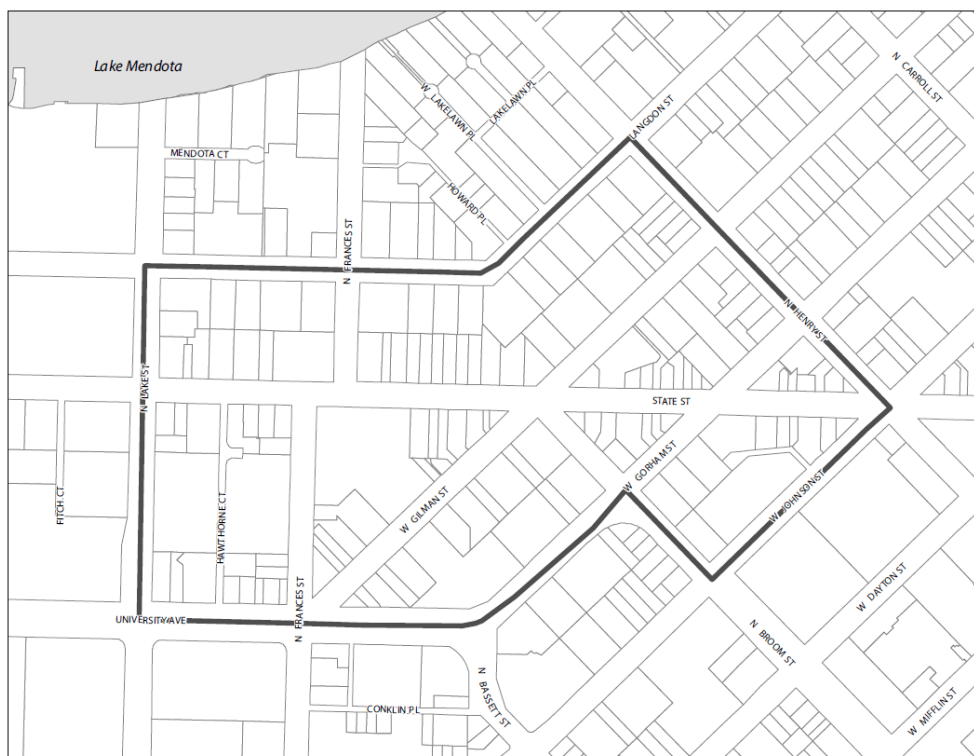 Lake Mendota
N CARROLL ST
LANGDON ST
W LAKELAWN PL
LAKELAWN PL
MENDOTA CT
HOWARD PL
N FRANCES ST
N HENRY ST
N LAKE ST
STATE ST
W GORHAM ST
W JOHNSON ST
FITCH CT
HAWTHORNE CT
W GILMAN ST
W DAYTON ST
UNIVERSITY AVE
N FRANCES ST
N BROOM ST
N BASSETT ST
CONKLIN PL
W MIFFLIN ST